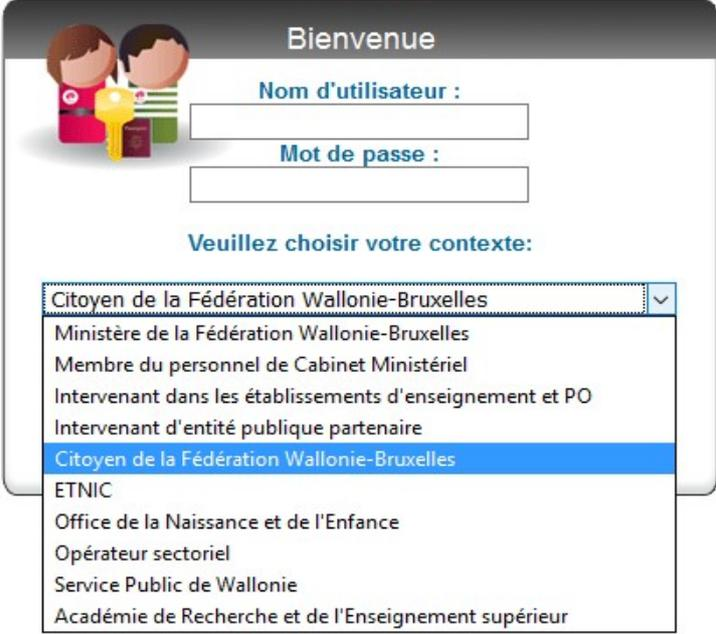 Bienvenue
Nom d'utilisateur :
Mot de passe :
Veuillez choisir votre contexte:
Citoyen de la Fédération Wallonie-Bruxelles
Ministère de la Fédération Wallonie-Bruxelles
Membre du personnel de Cabinet Ministériel
Intervenant dans les établissements d'enseignement et PO
Intervenant d'entité publique partenaire
Citoyen de la Fédération Wallonie-Bruxelles
ETNIC
Office de la Naissance et de l'Enfance
Opérateur sectoriel
Service Public de Wallonie
Académie de Recherche et de l'Enseignement supérieur